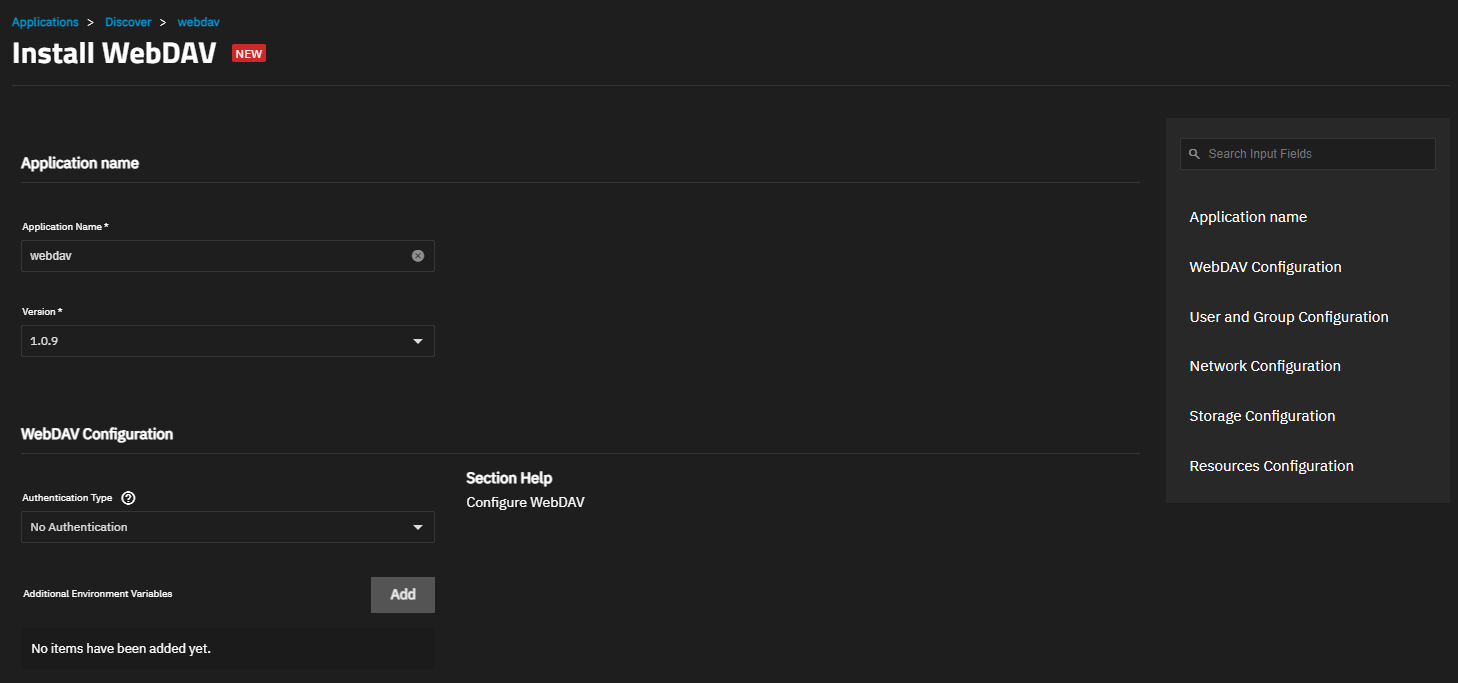 Applications > Discover > webdav
Install WebDAV NEW
Application name
Application Name *
webdav
Version *
1.0.9
WebDAV Configuration
Authentication Type
No Authentication
Additional Environment Variables
Add
No items have been added yet.
Section Help
Configure WebDAV
Search Input Fields
Application name
WebDAV Configuration
User and Group Configuration
Network Configuration
Storage Configuration
Resources Configuration